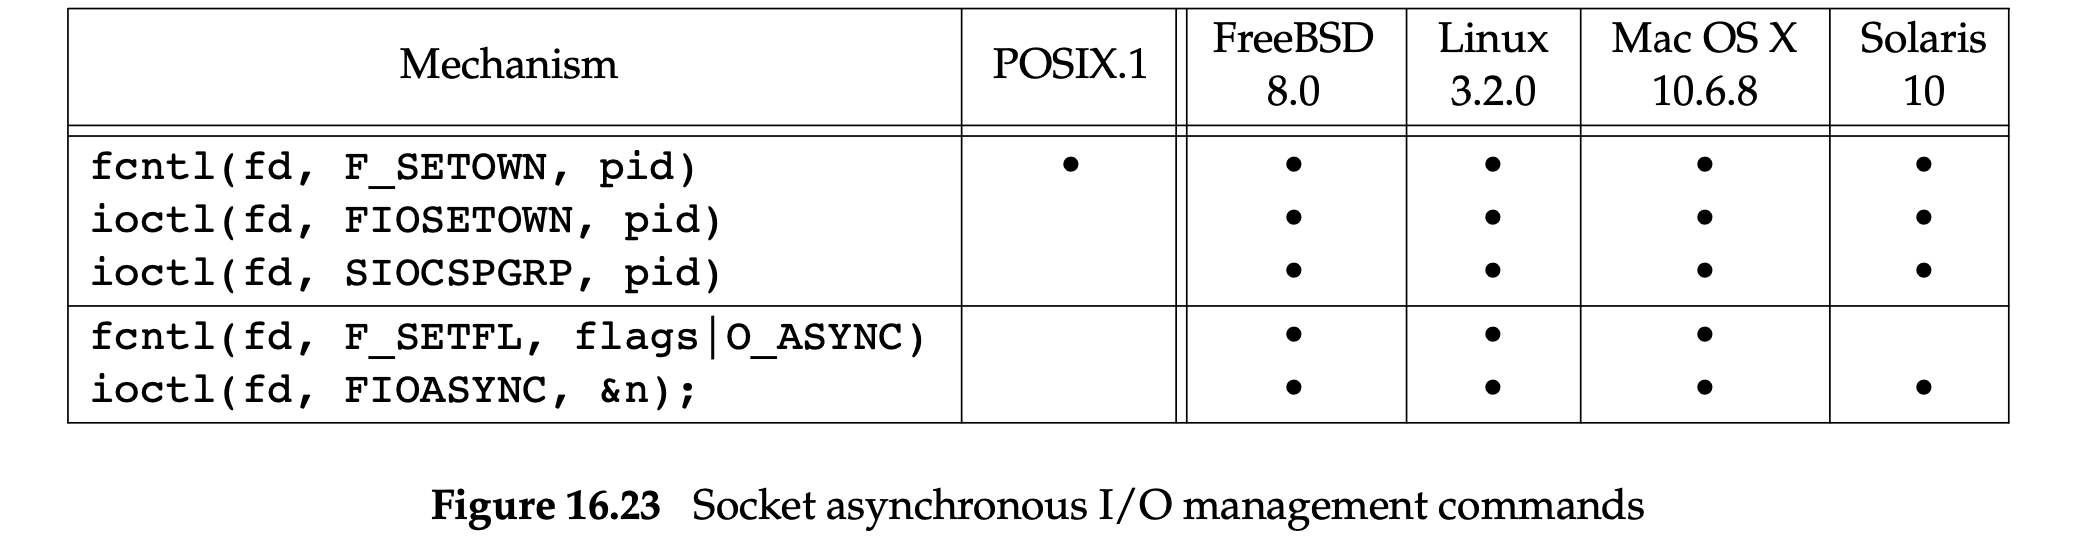 Mechanism POSIX.1 FreeBSD 8.0 Linux 3.2.0 Mac OS X 10.6.8 Solaris 10
fcntl(fd, F_SETOWN, pid) • • • • •
ioctl(fd, FIOSETOWN, pid) • • • •
ioctl(fd, SIOCSPGRP, pid) • • • •
fcntl(fd, F_SETFL, flags|O_ASYNC) • • •
ioctl(fd, FIOASYNC, &n); • • • •
Figure 16.23 Socket asynchronous I/O management commands